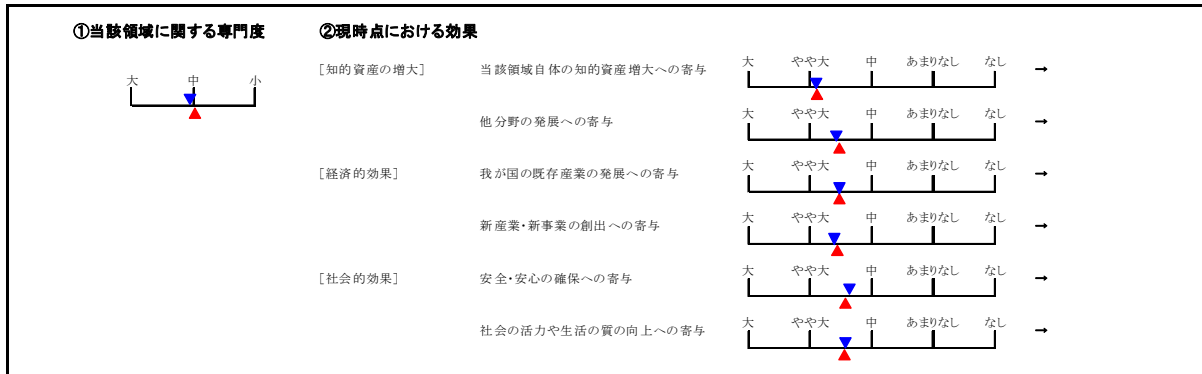 ①当該領域に関する専門度 ②現時点における効果
大 中 小
[知的資産の増大] 当該領域自体の知的資産増大への寄与 大 やや大 中 あまりなし なし →
他分野の発展への寄与 大 やや大 中 あまりなし なし →
[経済的効果] 我が国の既存産業の発展への寄与 大 やや大 中 あまりなし なし →
新産業・新事業の創出への寄与 大 やや大 中 あまりなし なし →
[社会的効果] 安全・安心の確保への寄与 大 やや大 中 あまりなし なし →
社会の活力や生活の質の向上への寄与 大 やや大 中 あまりなし なし →